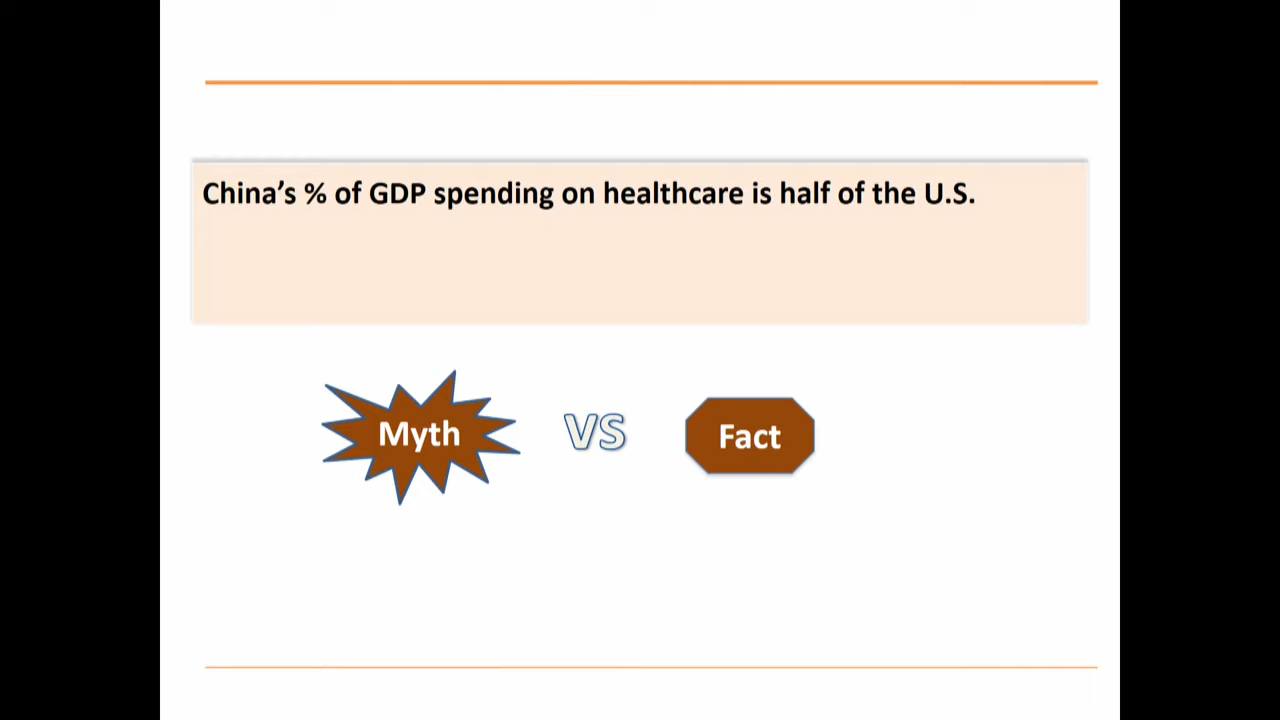 China’s % of GDP spending on healthcare is half of the U.S.
Myth VS Fact